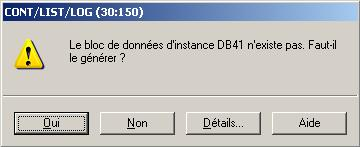 CONT/LIST/LOG (30:150)
Le bloc de données d'instance DB41 n'existe pas. Faut-il
le générer ?
Oui
Non
Détails...
Aide